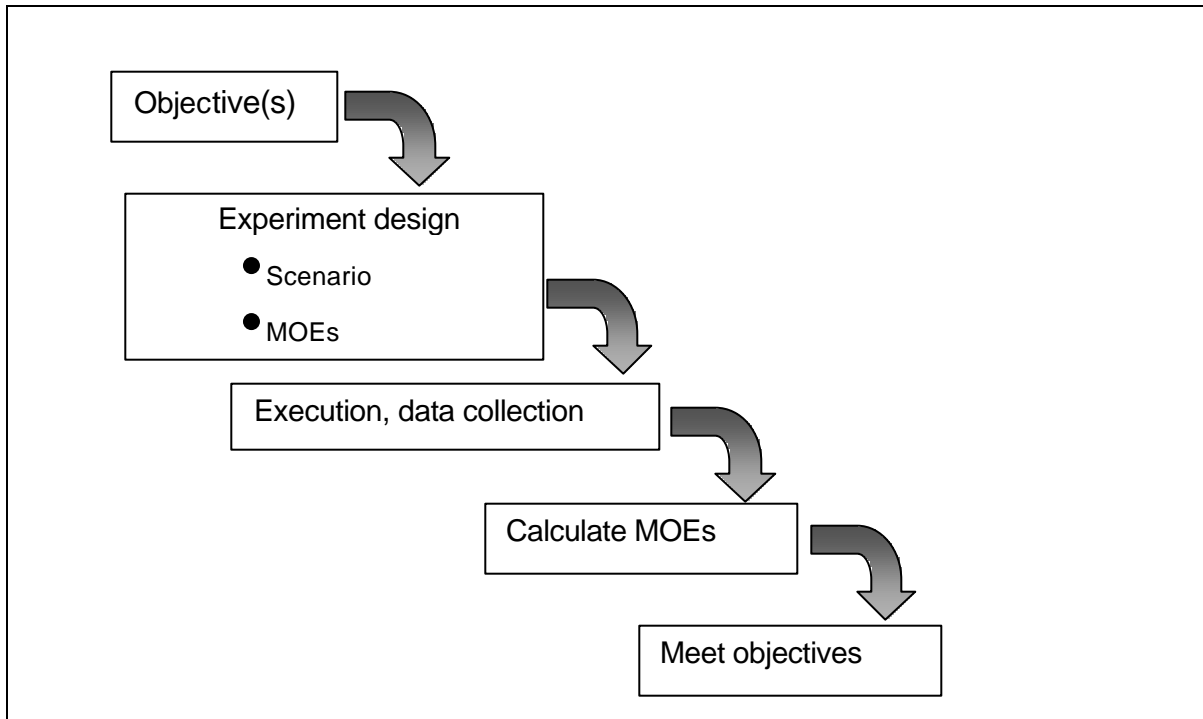 Objective(s)
Experiment design
● Scenario
● MOEs
Execution, data collection
Calculate MOEs
Meet objectives